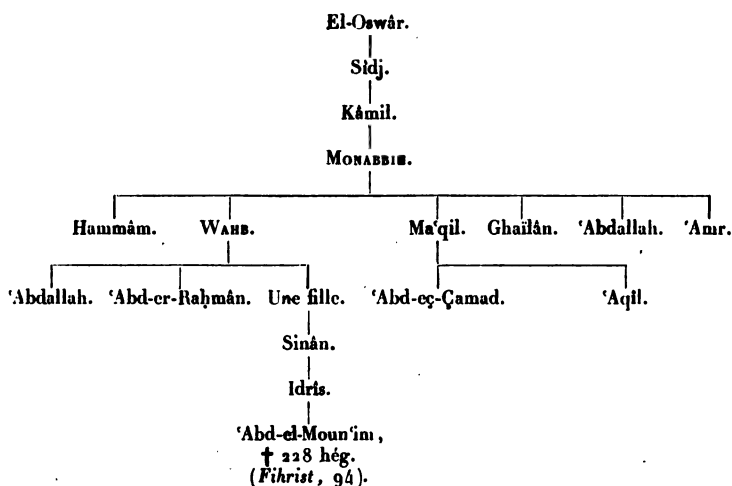 El-Oswâr.
Sîdj.
Kâmil.
MONABBIH.
Hammâm. WAHB. Ma‘qil. Ghaïlân. ‘Abdallah. ‘Amr.
‘Abdallah. ‘Abd-er-Raḥmân. Une fille. ‘Abd-eç-Çamad. ‘Aqîl.
Sinân.
Idrîs.
‘Abd-el-Moun‘im,
† 228 hég.
(Fihrist, 94).